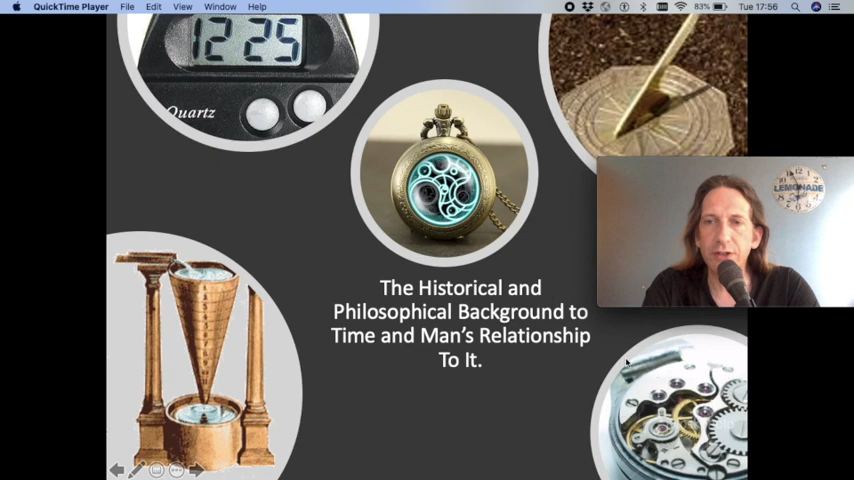 QuickTime Player File Edit View Window Help
83% Tue 17:56
12 25
Quartz
LEMONADE
The Historical and
Philosophical Background to
Time and Man's Relationship
To It.